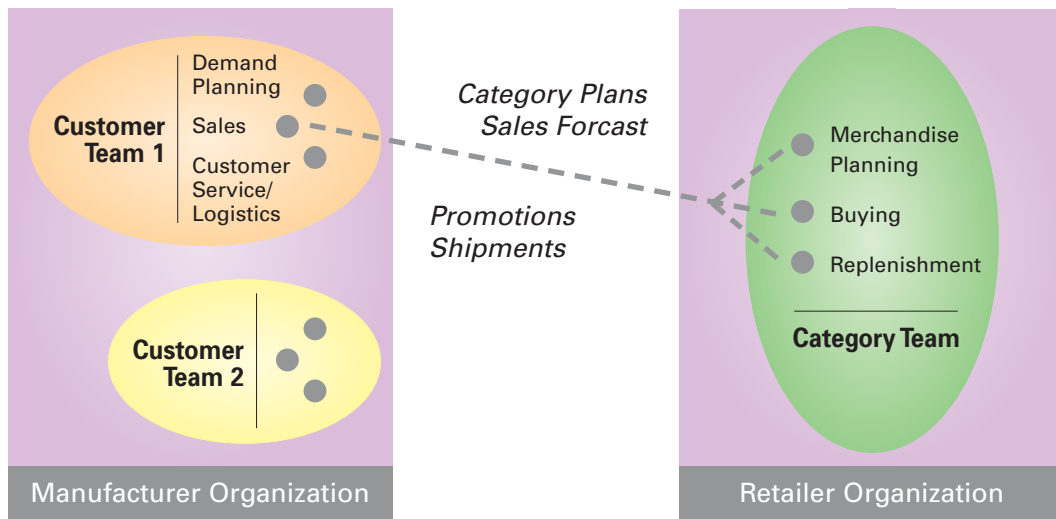 Demand
Planning
Customer
Team 1
Sales
Customer
Service/
Logistics
Customer
Team 2
Manufacturer Organization
Category Plans
Sales Forcast
Promotions
Shipments
Merchandise
Planning
Buying
Replenishment
Category Team
Retailer Organization